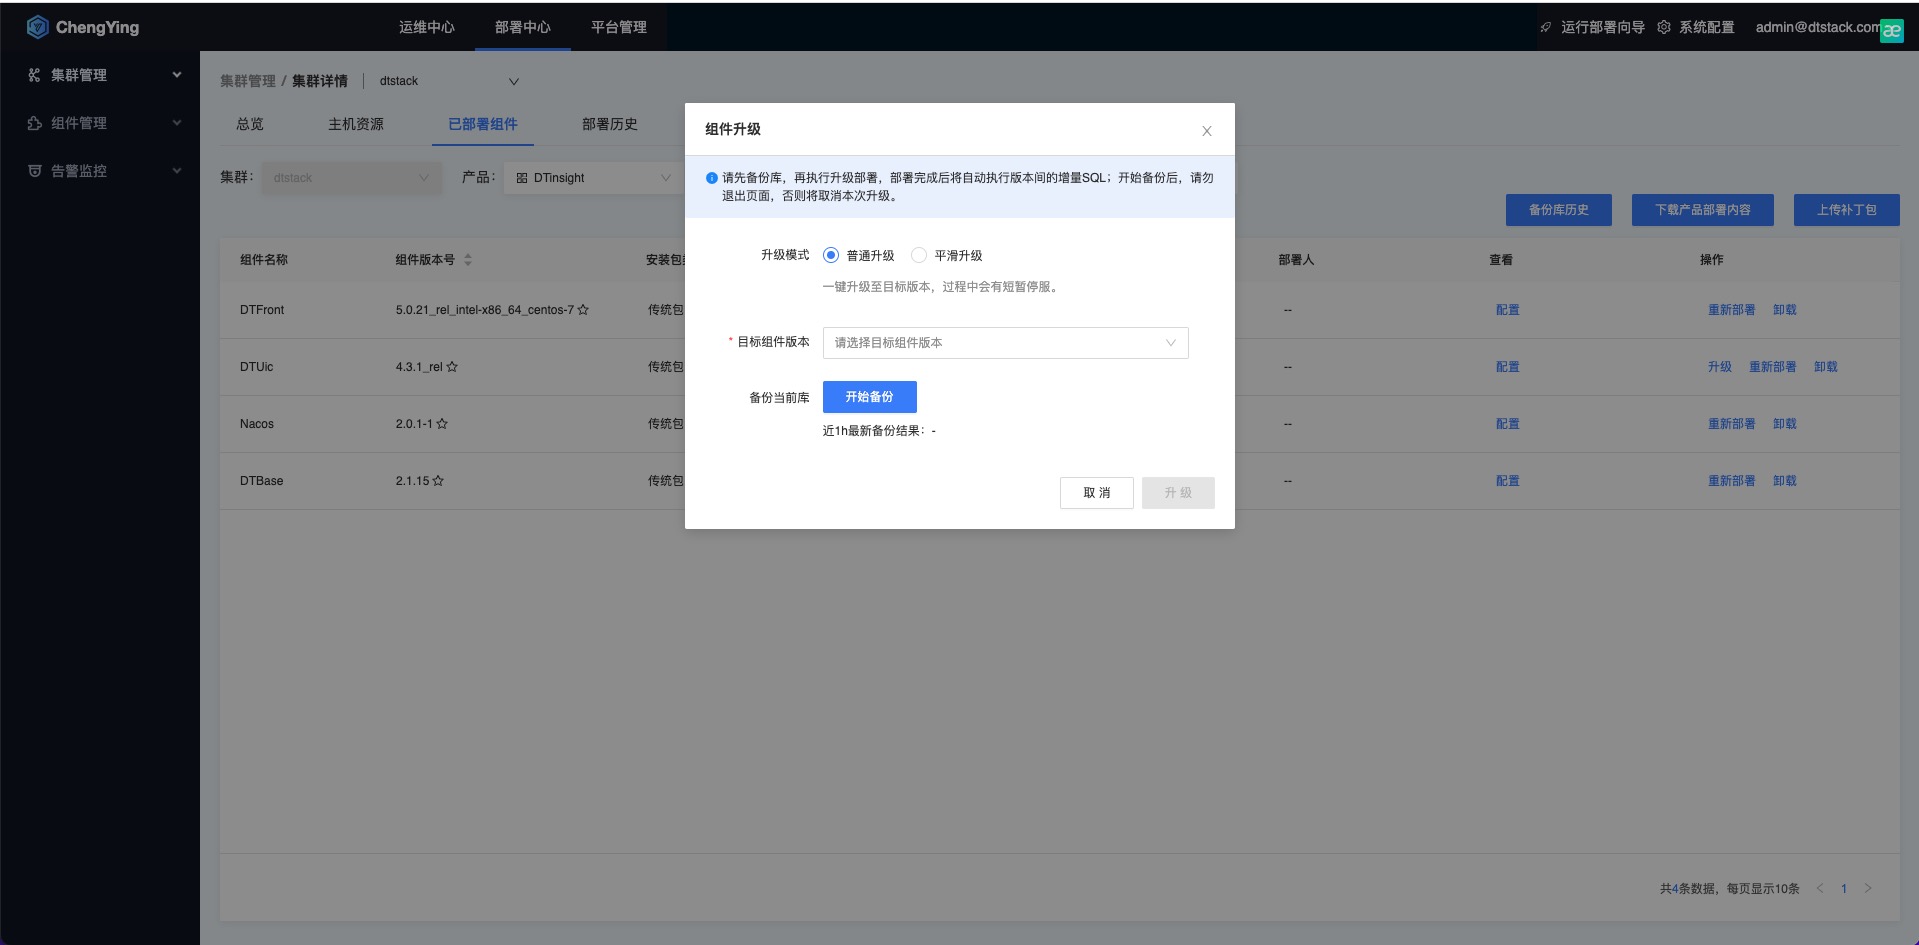 ChengYing
运维中心
部署中心
平台管理
运行部署向导
系统配置
admin@dtstack.com
æ
集群管理
组件管理
告警监控
集群管理 / 集群详情
dtstack
总览
主机资源
已部署组件
部署历史
集群：
dtstack
产品：
DTinsight
备份库历史
下载产品部署内容
上传补丁包
组件名称
组件版本号
部署人
查看
操作
DTFront
5.0.21_rel_intel-x86_64_centos-7
传统包
--
配置
重新部署
卸载
DTUic
4.3.1_rel
传统包
--
配置
升级
重新部署
卸载
Nacos
2.0.1-1
传统包
--
配置
重新部署
卸载
DTBase
2.1.15
传统包
--
配置
重新部署
卸载
共4条数据，每页显示10条
1
组件升级
请先备份库，再执行升级部署，部署完成后将自动执行版本间的增量SQL；开始备份后，请勿
退出页面，否则将取消本次升级。
升级模式
普通升级
平滑升级
一键升级至目标版本，过程中会有短暂停服。
* 目标组件版本
请选择目标组件版本
备份当前库
开始备份
近1h最新备份结果：-
取 消
升 级